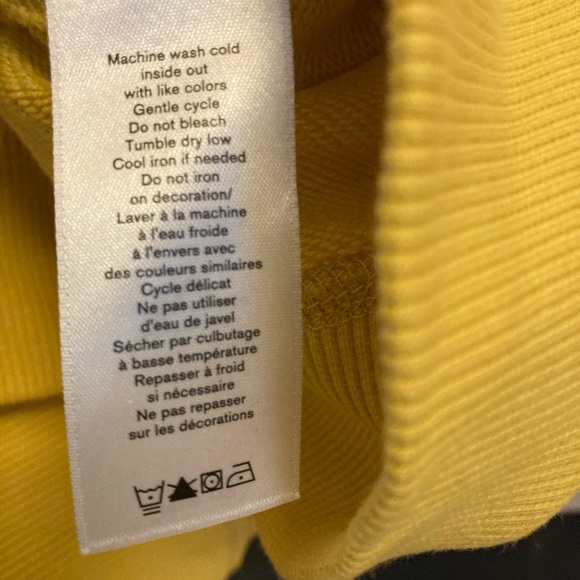 Machine wash cold
inside out
with like colors
Gentle cycle
Do not bleach
Tumble dry low
Cool iron if needed
Do not iron
on decoration/
Laver à la machine
à l'eau froide
à l'envers avec
des couleurs similaires
Cycle délicat
Ne pas utiliser
d'eau de javel
Sécher par culbutage
à basse température
Repasser à froid
si nécessaire
Ne pas repasser
sur les décorations